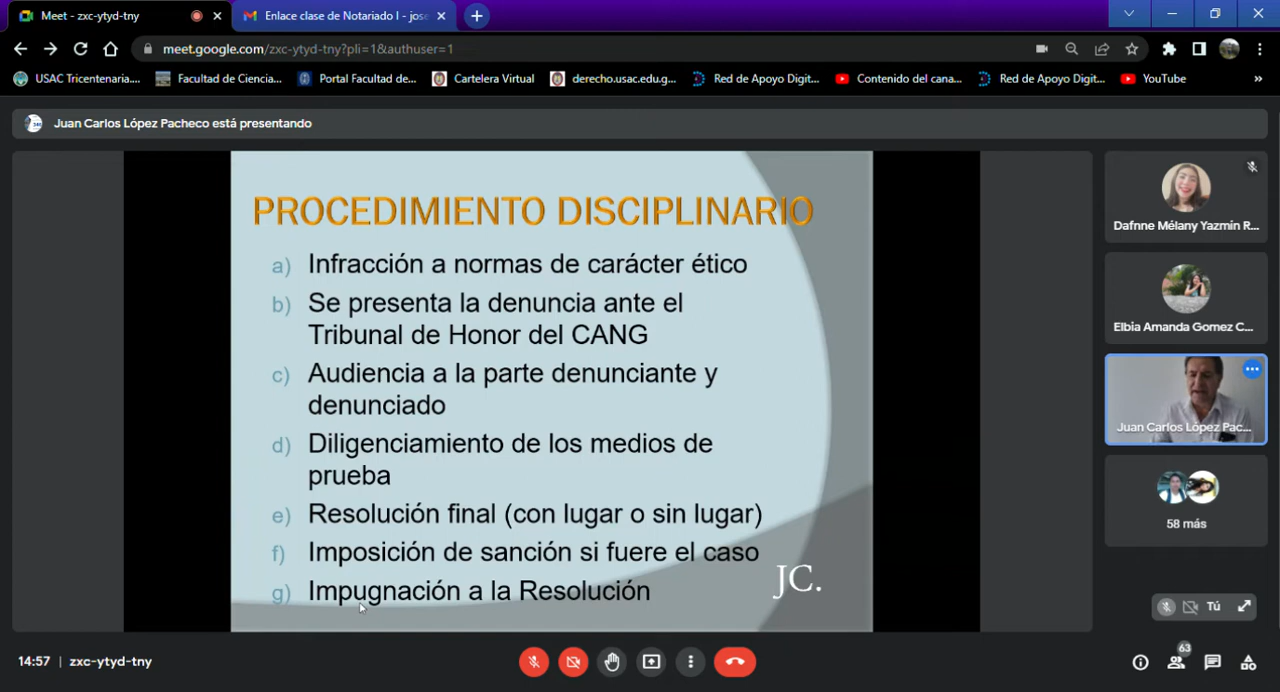 Meet - zxc-ytyd-tny
Enlace clase de Notariado I - jose
meet.google.com/zxc-ytyd-tny?pli=1&authuser=1
USAC Tricentenaria....
Facultad de Ciencia...
Portal Facultad de...
Cartelera Virtual
derecho.usac.edu.g...
Red de Apoyo Digit...
Contenido del cana...
Red de Apoyo Digit...
YouTube
»
Juan Carlos López Pacheco está presentando
PROCEDIMIENTO DISCIPLINARIO
a) Infracción a normas de carácter ético
b) Se presenta la denuncia ante el
Tribunal de Honor del CANG
c) Audiencia a la parte denunciante y
denunciado
d) Diligenciamiento de los medios de
prueba
e) Resolución final (con lugar o sin lugar)
f) Imposición de sanción si fuere el caso
g) Impugnación a la Resolución
JC.
Dafnne Mélany Yazmín R...
Elbia Amanda Gomez C...
Juan Carlos López Pac...
58 más
Tú
14:57 | zxc-ytyd-tny
63